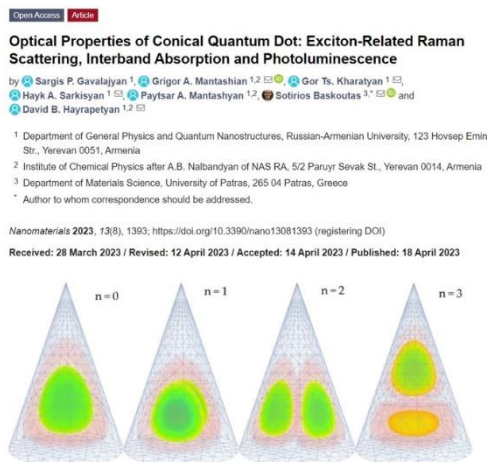 Open Access Article
Optical Properties of Conical Quantum Dot: Exciton-Related Raman
Scattering, Interband Absorption and Photoluminescence
by Sargis P. Gavalajyan 1, Grigor A. Mantashian 1,2 Gor Ts. Kharatyan 1,
Hayk A. Sarkisyan 1 Paytsar A. Mantashyan 1,2, Sotirios Baskoutas 3,* and
David B. Hayrapetyan 1,2
1 Department of General Physics and Quantum Nanostructures, Russian-Armenian University, 123 Hovsep Emin
Str., Yerevan 0051, Armenia
2 Institute of Chemical Physics after A.B. Nalbandyan of NAS RA, 5/2 Paruyr Sevak St., Yerevan 0014, Armenia
3 Department of Materials Science, University of Patras, 265 04 Patras, Greece
* Author to whom correspondence should be addressed.
Nanomaterials 2023, 13(8), 1393; https://doi.org/10.3390/nano13081393 (registering DOI)
Received: 28 March 2023 / Revised: 12 April 2023 / Accepted: 14 April 2023 / Published: 18 April 2023
n=0 n=1 n=2 n=3